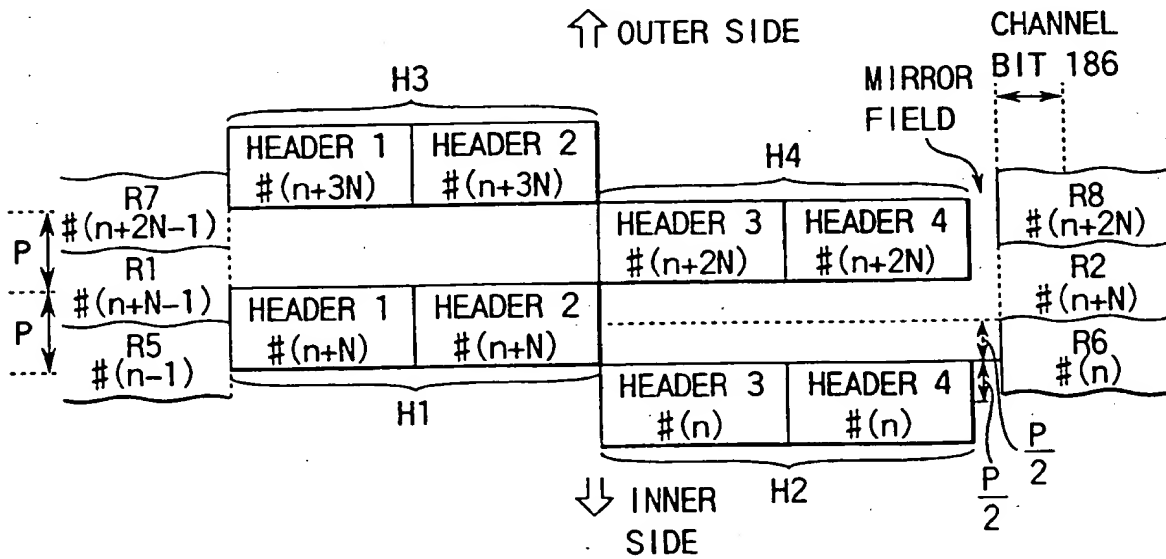 OUTER SIDE
CHANNEL
BIT 186
MIRROR
FIELD
H3
HEADER 1
#(n+3N)
HEADER 2
#(n+3N)
H4
R7
#(n+2N-1)
HEADER 3
#(n+2N)
HEADER 4
#(n+2N)
R8
#(n+2N)
P
R1
#(n+N-1)
R2
#(n+N)
HEADER 1
#(n+N)
HEADER 2
#(n+N)
P
R5
#(n-1)
R6
#(n)
H1
HEADER 3
#(n)
HEADER 4
#(n)
P
2
P
2
H2
INNER
SIDE